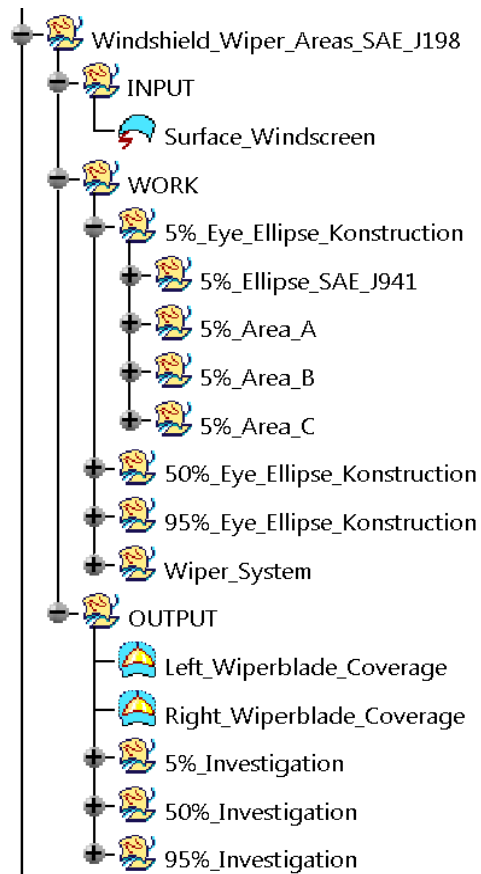 Windshield_Wiper_Areas_SAE_J198
INPUT
Surface_Windscreen
WORK
5%_Eye_Ellipse_Konstruction
5%_Ellipse_SAE_J941
5%_Area_A
5%_Area_B
5%_Area_C
50%_Eye_Ellipse_Konstruction
95%_Eye_Ellipse_Konstruction
Wiper_System
OUTPUT
Left_Wiperblade_Coverage
Right_Wiperblade_Coverage
5%_Investigation
50%_Investigation
95%_Investigation